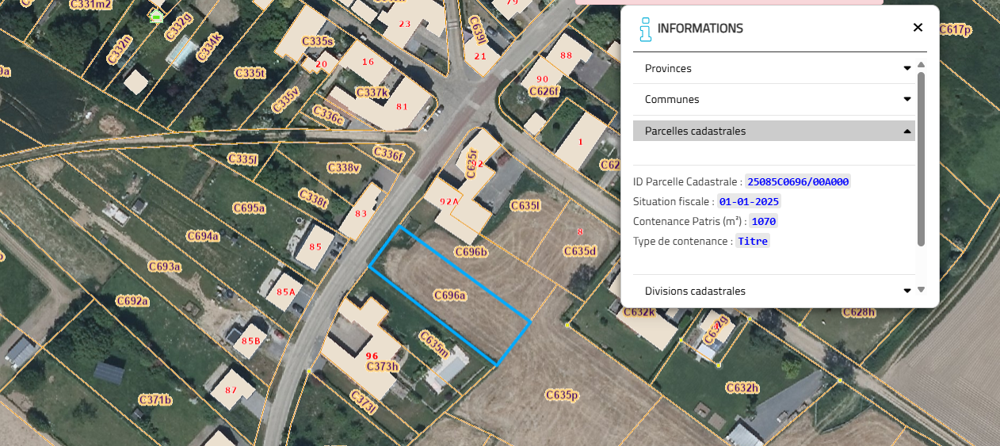 C331m2
C332g
C334k
C332n
C335s
C335t
C335v
20
16
C337k
81
C336c
23
C639l
21
79
88
90
C626f
1
C617p
INFORMATIONS
Provinces
Communes
Parcelles cadastrales
ID Parcelle Cadastrale : 25085C0696/00A000
Situation fiscale : 01-01-2025
Contenance Patris (m²) : 1070
Type de contenance : Titre
Divisions cadastrales
C336f
C335j
C338v
C338t
C695a
C694a
C693a
C692a
83
85
85A
85B
87
C371b
C625r
92
92A
C635l
8
C635d
C696b
C696a
C635m
96
C373h
C373l
C635p
C632k
C632g
C628h
C632h